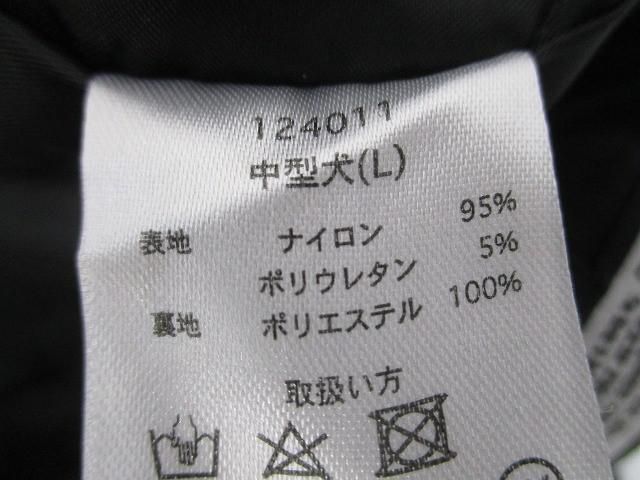 124011
中型犬(L)
表地 ナイロン 95%
ポリウレタン 5%
裏地 ポリエステル 100%
取扱い方